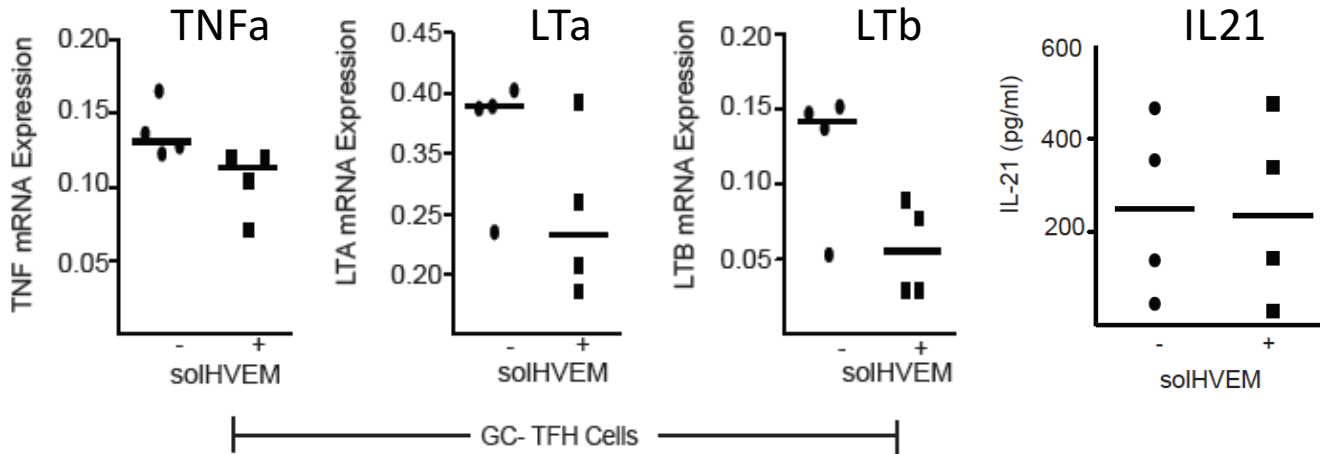 TNFa
TNF mRNA Expression
0.20
0.15
0.10
0.05
- +
solHVEM
LTa
LTA mRNA Expression
0.45
0.40
0.35
0.25
0.20
- +
solHVEM
LTb
LTB mRNA Expression
0.20
0.15
0.10
0.05
- +
solHVEM
IL21
IL-21 (pg/ml)
600
400
200
- +
solHVEM
GC- TFH Cells